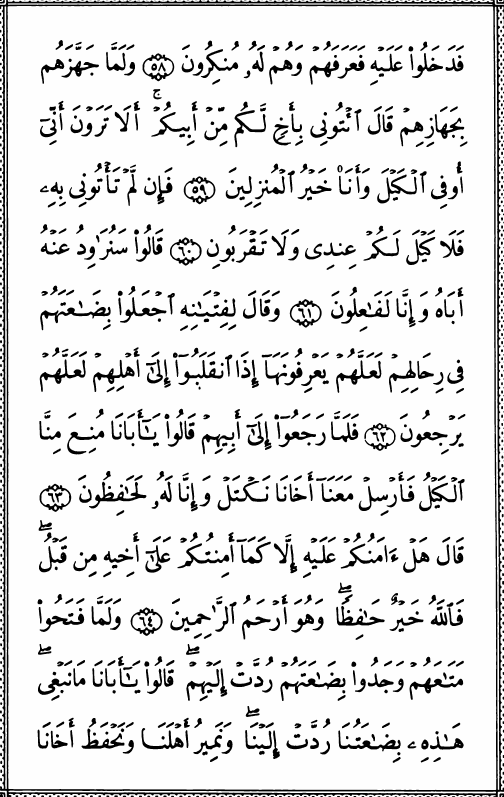 فَدَخَلُوا۟ عَلَيْهِ فَعَرَفَهُمْ وَهُمْ لَهُۥ مُنكِرُونَ ۝٥٨ وَلَمَّا جَهَّزَهُم
بِجَهَازِهِمْ قَالَ ٱئْتُونِى بِأَخٍ لَّكُم مِّنْ أَبِيكُمْ ۚ أَلَا تَرَوْنَ أَنِّىٓ
أُوفِى ٱلْكَيْلَ وَأَنَا۠ خَيْرُ ٱلْمُنزِلِينَ ۝٥٩ فَإِن لَّمْ تَأْتُونِى بِهِۦ
فَلَا كَيْلَ لَكُمْ عِندِى وَلَا تَقْرَبُونِ ۝٦٠ قَالُوا۟ سَنُرَٰوِدُ عَنْهُ
أَبَاهُ وَإِنَّا لَفَـٰعِلُونَ ۝٦١ وَقَالَ لِفِتْيَـٰنِهِ ٱجْعَلُوا۟ بِضَـٰعَتَهُمْ
فِى رِحَالِهِمْ لَعَلَّهُمْ يَعْرِفُونَهَآ إِذَا ٱنقَلَبُوٓا۟ إِلَىٰٓ أَهْلِهِمْ لَعَلَّهُمْ
يَرْجِعُونَ ۝٦٢ فَلَمَّا رَجَعُوٓا۟ إِلَىٰٓ أَبِيهِمْ قَالُوا۟ يَـٰٓأَبَانَا مُنِعَ مِنَّا
ٱلْكَيْلُ فَأَرْسِلْ مَعَنَآ أَخَانَا نَكْتَلْ وَإِنَّا لَهُۥ لَحَـٰفِظُونَ ۝٦٣
قَالَ هَلْ ءَامَنُكُمْ عَلَيْهِ إِلَّا كَمَآ أَمِنتُكُمْ عَلَىٰٓ أَخِيهِ مِن قَبْلُ ۖ
فَٱللَّهُ خَيْرٌ حَـٰفِظًا ۖ وَهُوَ أَرْحَمُ ٱلرَّٰحِمِينَ ۝٦٤ وَلَمَّا فَتَحُوا۟
مَتَـٰعَهُمْ وَجَدُوا۟ بِضَـٰعَتَهُمْ رُدَّتْ إِلَيْهِمْ ۖ قَالُوا۟ يَـٰٓأَبَانَا مَا نَبْغِى ۖ
هَـٰذِهِۦ بِضَـٰعَتُنَا رُدَّتْ إِلَيْنَا ۖ وَنَمِيرُ أَهْلَنَا وَنَحْفَظُ أَخَانَا